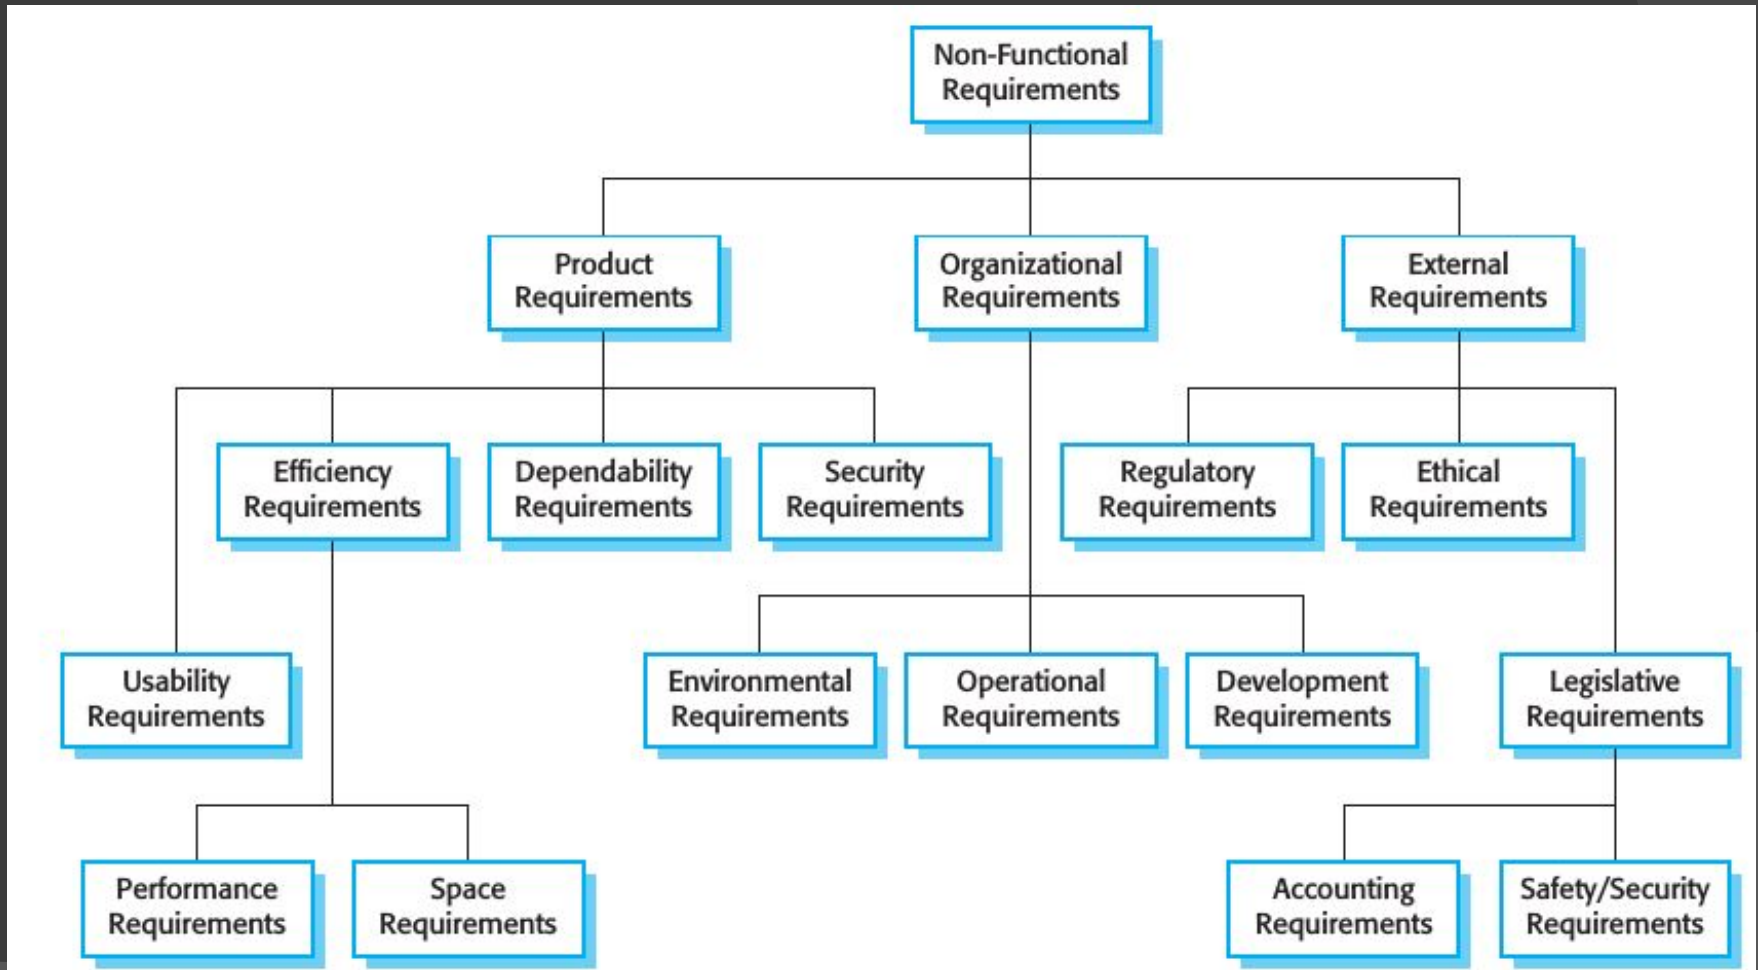 Non-Functional
Requirements
Product
Requirements
Organizational
Requirements
External
Requirements
Efficiency
Requirements
Dependability
Requirements
Security
Requirements
Regulatory
Requirements
Ethical
Requirements
Usability
Requirements
Environmental
Requirements
Operational
Requirements
Development
Requirements
Legislative
Requirements
Performance
Requirements
Space
Requirements
Accounting
Requirements
Safety/Security
Requirements